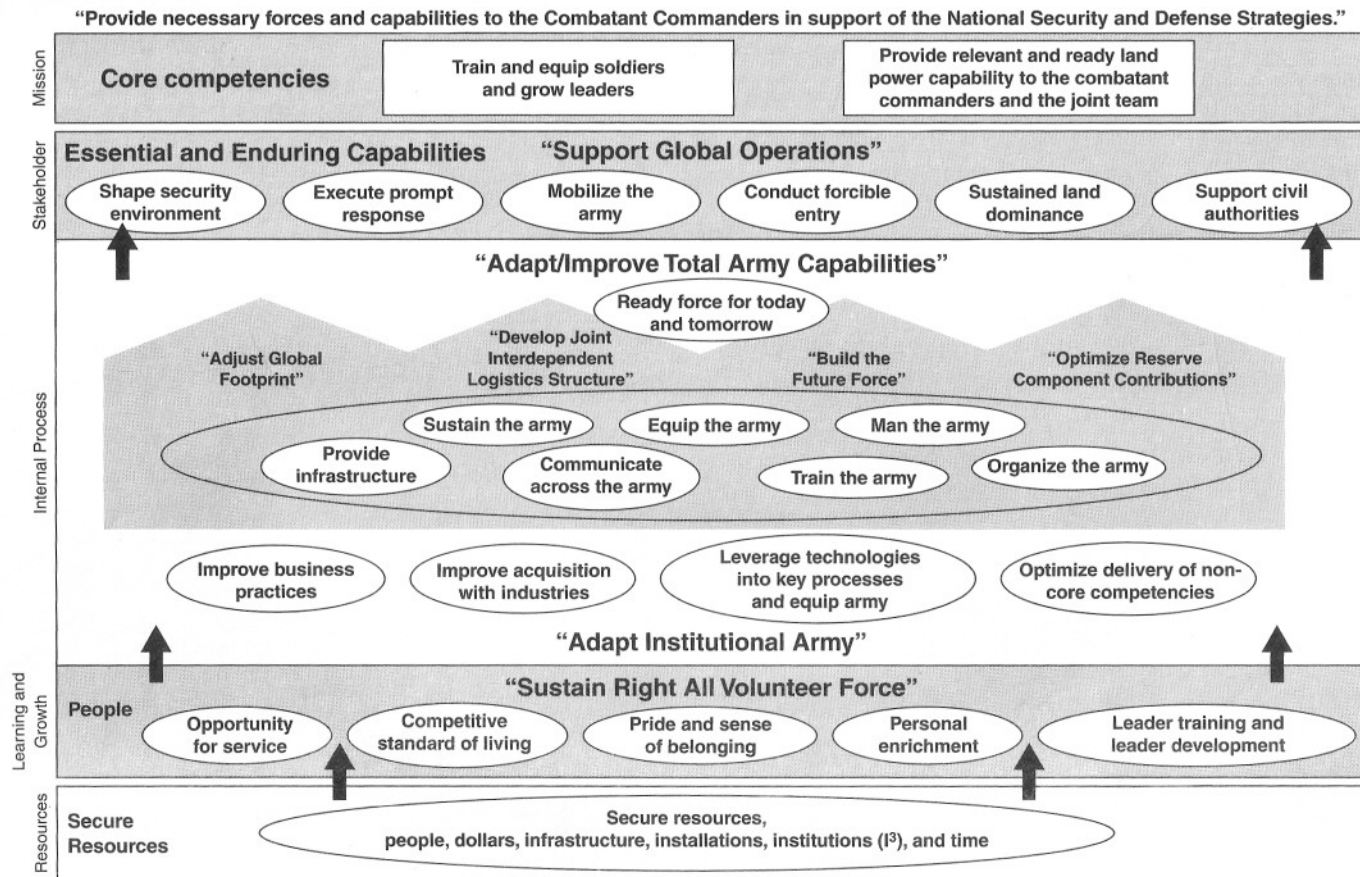 “Provide necessary forces and capabilities to the Combatant Commanders in support of the National Security and Defense Strategies.”
Mission
Core competencies
Train and equip soldiers
and grow leaders
Provide relevant and ready land
power capability to the combatant
commanders and the joint team
Stakeholder
Essential and Enduring Capabilities
“Support Global Operations”
Shape security
environment
Execute prompt
response
Mobilize the
army
Conduct forcible
entry
Sustained land
dominance
Support civil
authorities
Internal Process
“Adapt/Improve Total Army Capabilities”
Ready force for today
and tomorrow
“Adjust Global
Footprint”
“Develop Joint
Interdependent
Logistics Structure”
“Build the
Future Force”
“Optimize Reserve
Component Contributions”
Sustain the army
Equip the army
Man the army
Provide
infrastructure
Communicate
across the army
Train the army
Organize the army
Improve business
practices
Improve acquisition
with industries
Leverage technologies
into key processes
and equip army
Optimize delivery of non-
core competencies
“Adapt Institutional Army”
Learning and
Growth
People
“Sustain Right All Volunteer Force”
Opportunity
for service
Competitive
standard of living
Pride and sense
of belonging
Personal
enrichment
Leader training and
leader development
Resources
Secure
Resources
Secure resources,
people, dollars, infrastructure, installations, institutions (I³), and time